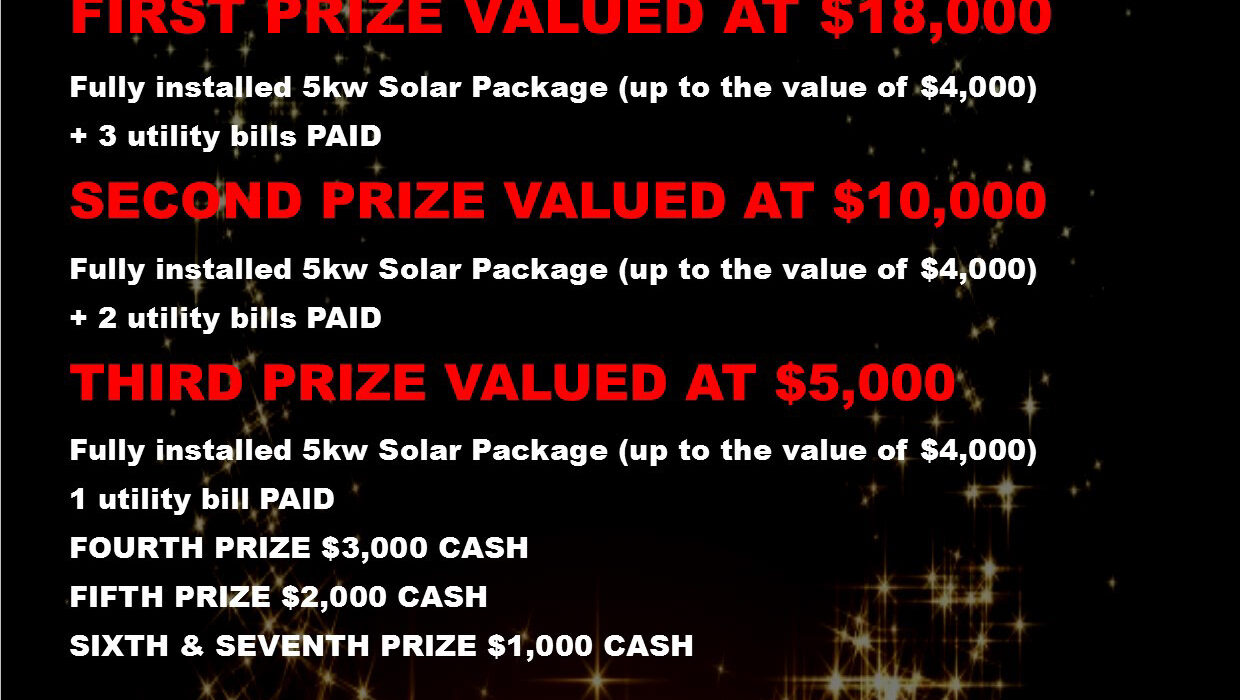 FIRST PRIZE VALUED AT $18,000
Fully installed 5kw Solar Package (up to the value of $4,000)
+ 3 utility bills PAID
SECOND PRIZE VALUED AT $10,000
Fully installed 5kw Solar Package (up to the value of $4,000)
+ 2 utility bills PAID
THIRD PRIZE VALUED AT $5,000
Fully installed 5kw Solar Package (up to the value of $4,000)
1 utility bill PAID
FOURTH PRIZE $3,000 CASH
FIFTH PRIZE $2,000 CASH
SIXTH & SEVENTH PRIZE $1,000 CASH